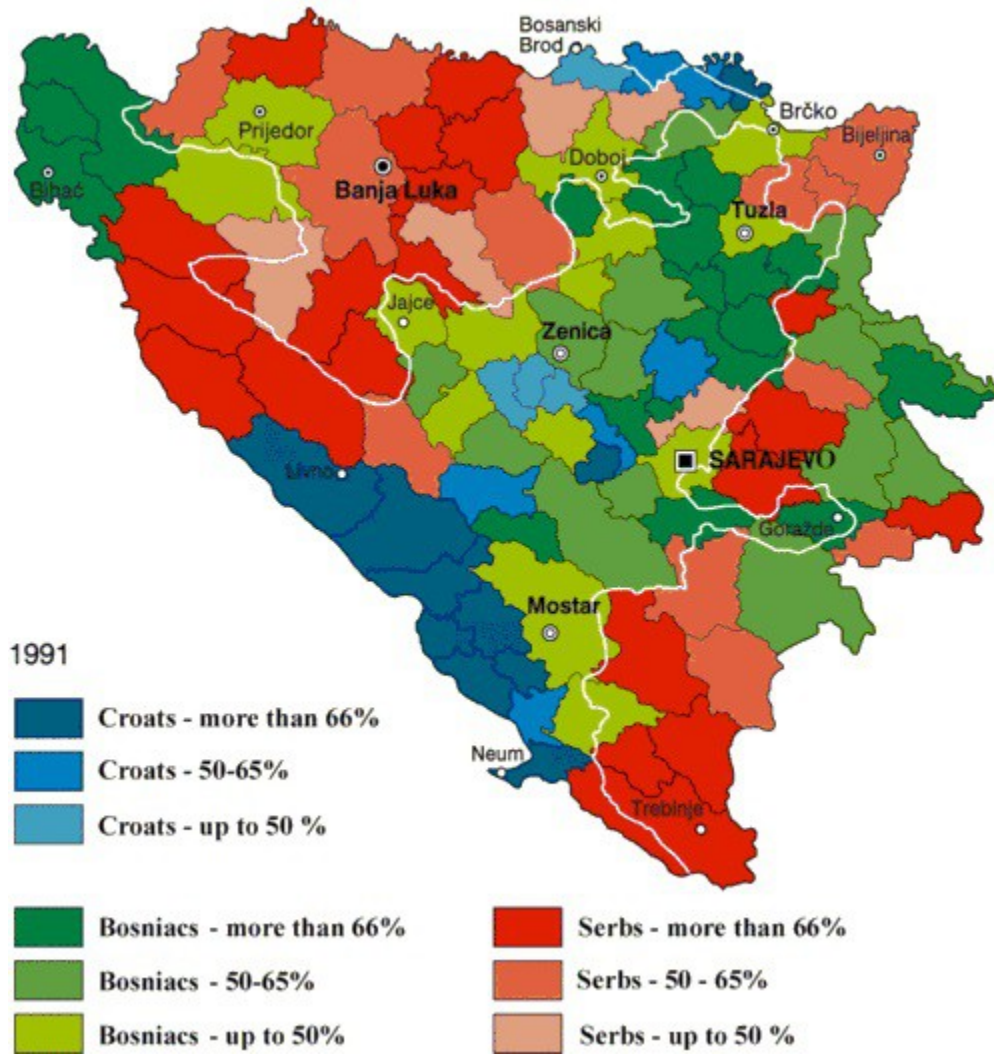 Bosanski
Brod
Brčko
Prijedor
Bijeljina
Doboj
Bihać
Banja Luka
Tuzla
Jajce
Zenica
SARAJEVO
Livno
Goražde
Mostar
1991
Croats - more than 66%
Croats - 50-65%
Neum
Croats - up to 50 %
Trebinje
Bosniacs - more than 66%
Bosniacs - 50-65%
Bosniacs - up to 50%
Serbs - more than 66%
Serbs - 50 - 65%
Serbs - up to 50 %